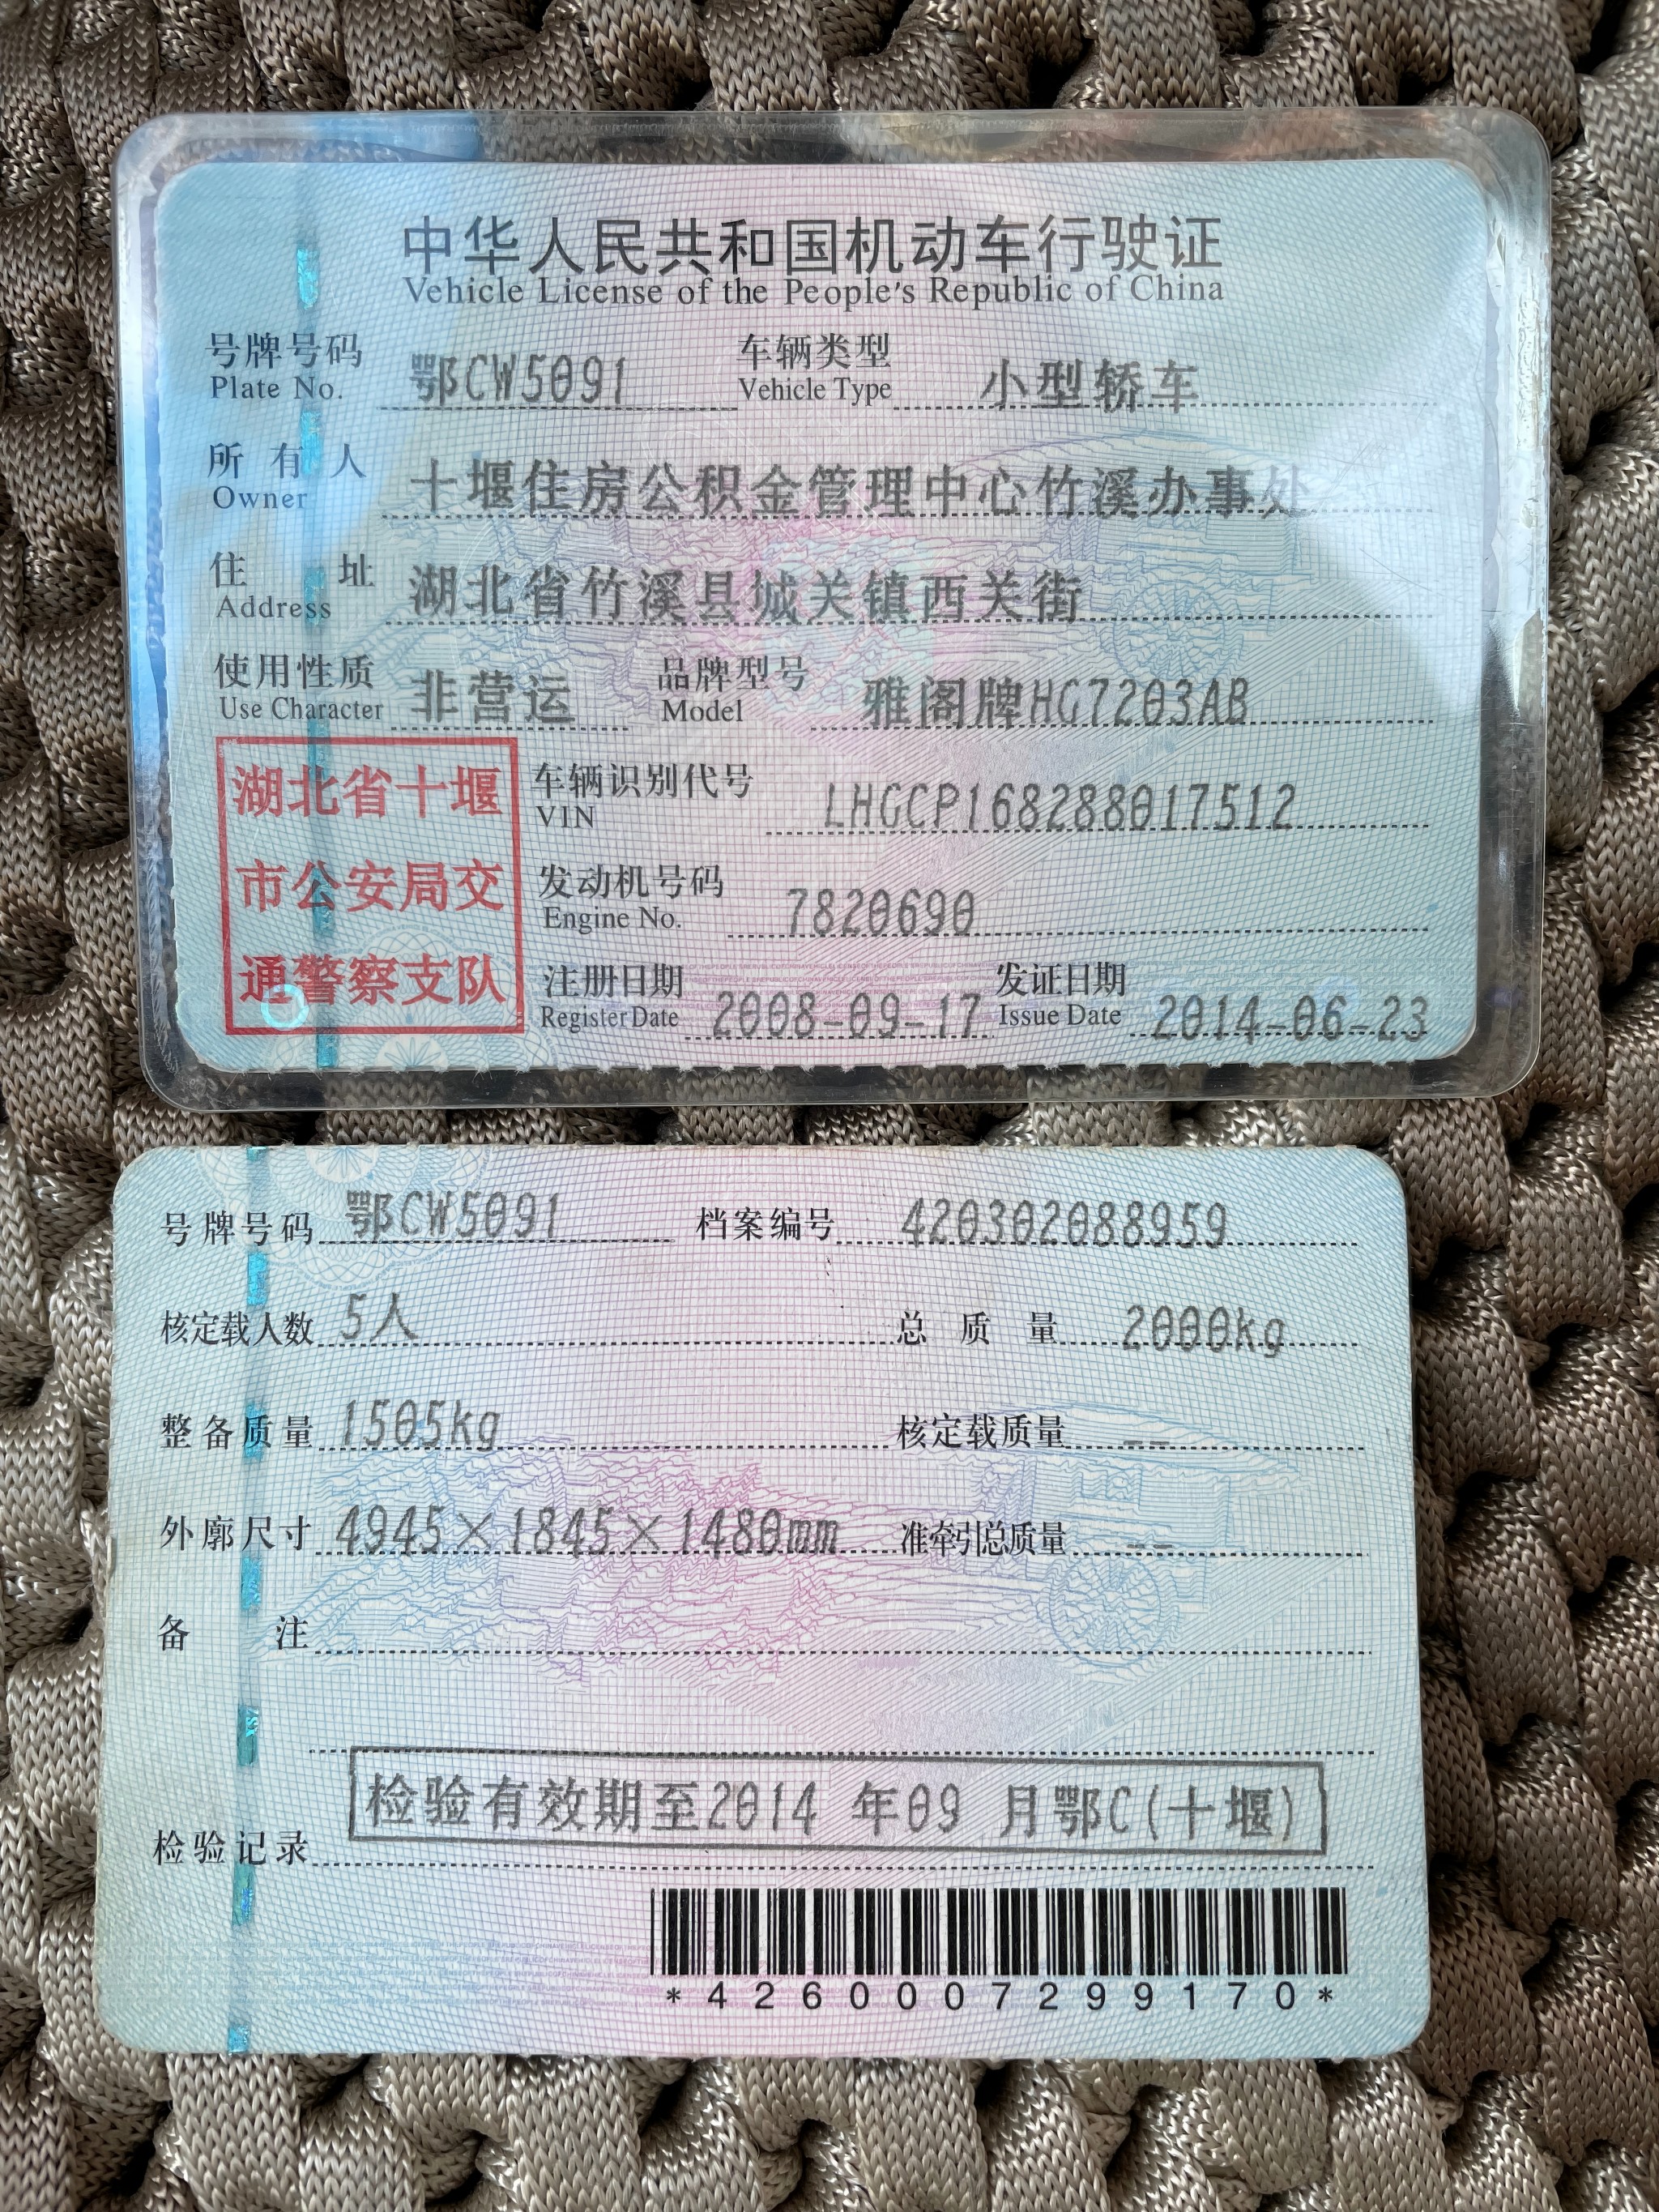 中华人民共和国机动车行驶证
Vehicle License of the People's Republic of China
号牌号码 鄂CW5091 车辆类型 小型轿车
Plate No. Vehicle Type
所有人 十堰住房公积金管理中心竹溪办事处
Owner
住址 湖北省竹溪县城关镇西关街
Address
使用性质 非营运 品牌型号 雅阁牌HG7203AB
Use Character Model
湖北省十堰
市公安局交
通警察支队
车辆识别代号 LHGCP168288017512
VIN
发动机号码 7820690
Engine No.
注册日期 2008-09-17 发证日期 2014-06-23
Register Date Issue Date
号牌号码 鄂CW5091 档案编号 420302088959
核定载人数 5人 总质量 2000kg
整备质量 1505kg 核定载质量 --
外廓尺寸 4945×1845×1480mm 准牵引总质量 --
备注
检验记录 检验有效期至2014 年09 月鄂C(十堰)
*4260007299170*